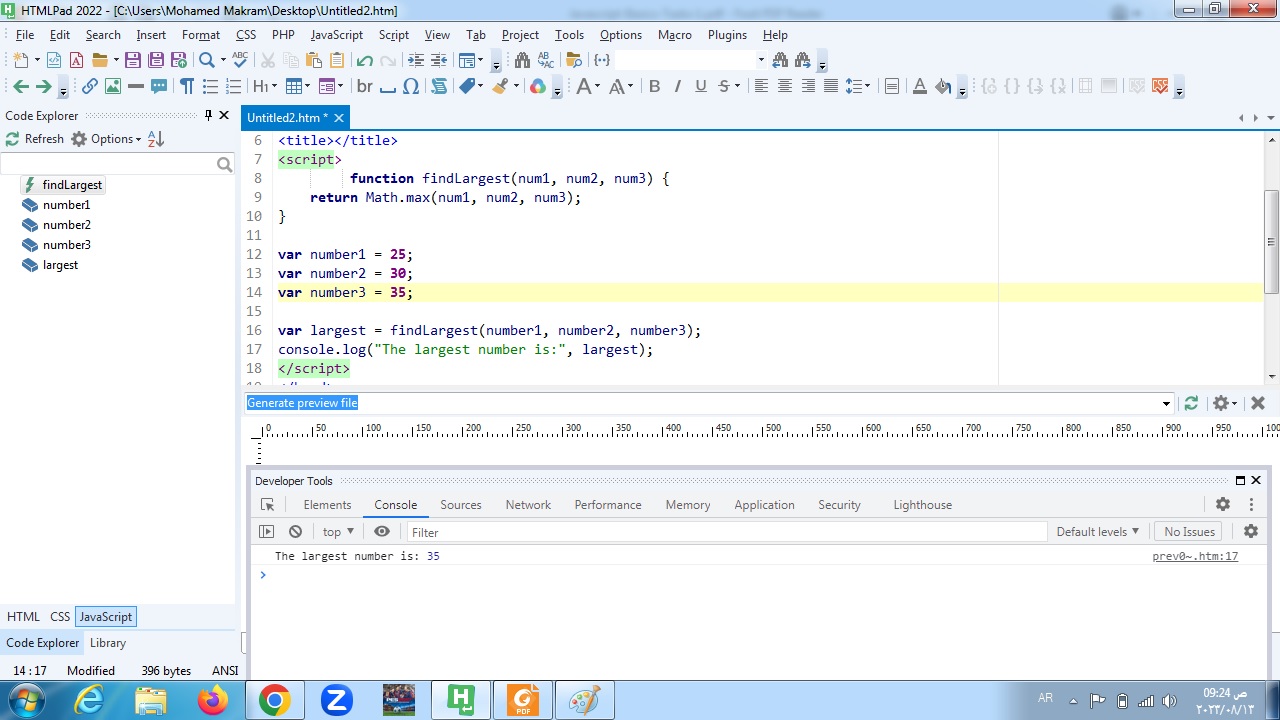 HTMLPad 2022 - [C:\Users\Mohamed Makram\Desktop\Untitled2.htm]
File Edit Search Insert Format CSS PHP JavaScript Script View Tab Project Tools Options Macro Plugins Help
Code Explorer
Untitled2.htm *
Refresh Options
findLargest
number1
number2
number3
largest
6 <title></title>
7 <script>
8 function findLargest(num1, num2, num3) {
9 return Math.max(num1, num2, num3);
10 }
11
12 var number1 = 25;
13 var number2 = 30;
14 var number3 = 35;
15
16 var largest = findLargest(number1, number2, number3);
17 console.log("The largest number is:", largest);
18 </script>
Generate preview file
0 50 100 150 200 250 300 350 400 450 500 550 600 650 700 750 800 850 900 950 100
Developer Tools
Elements Console Sources Network Performance Memory Application Security Lighthouse
top Filter Default levels No Issues
The largest number is: 35 prev0~.htm:17
HTML CSS JavaScript
Code Explorer Library
14 : 17 Modified 396 bytes ANSI
AR
09:24 ص
٢٠٢٣/٠٨/١٣